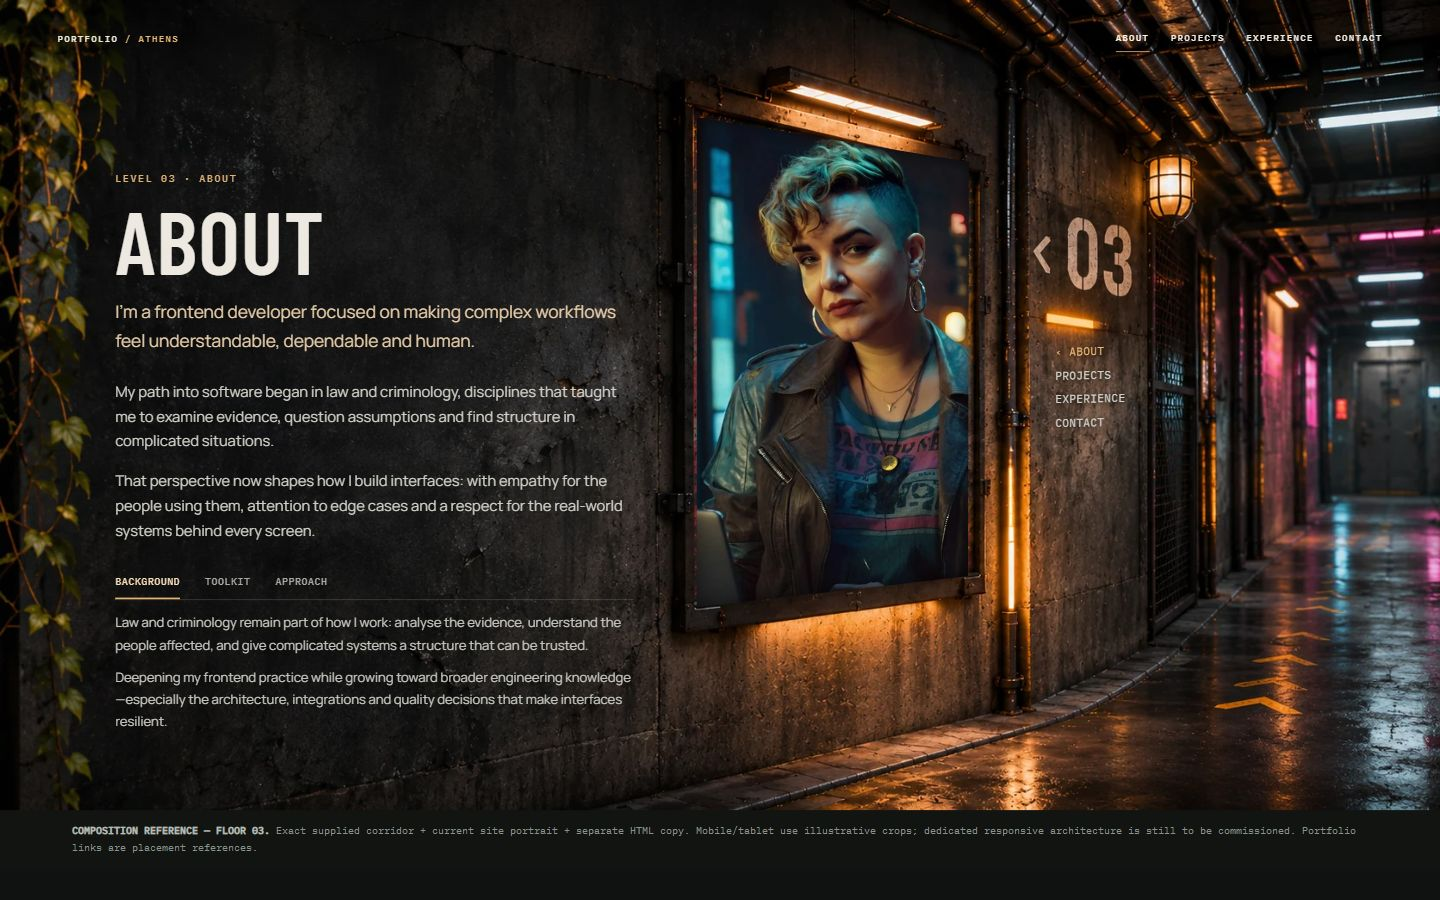 PORTFOLIO / ATHENS
ABOUT PROJECTS EXPERIENCE CONTACT
LEVEL 03 · ABOUT
ABOUT
I'm a frontend developer focused on making complex workflows
feel understandable, dependable and human.
My path into software began in law and criminology, disciplines that taught
me to examine evidence, question assumptions and find structure in
complicated situations.
That perspective now shapes how I build interfaces: with empathy for the
people using them, attention to edge cases and a respect for the real-world
systems behind every screen.
BACKGROUND TOOLKIT APPROACH
Law and criminology remain part of how I work: analyse the evidence, understand the
people affected, and give complicated systems a structure that can be trusted.
Deepening my frontend practice while growing toward broader engineering knowledge
—especially the architecture, integrations and quality decisions that make interfaces
resilient.
< 03
‹ ABOUT
PROJECTS
EXPERIENCE
CONTACT
COMPOSITION REFERENCE — FLOOR 03. Exact supplied corridor + current site portrait + separate HTML copy. Mobile/tablet use illustrative crops; dedicated responsive architecture is still to be commissioned. Portfolio
links are placement references.